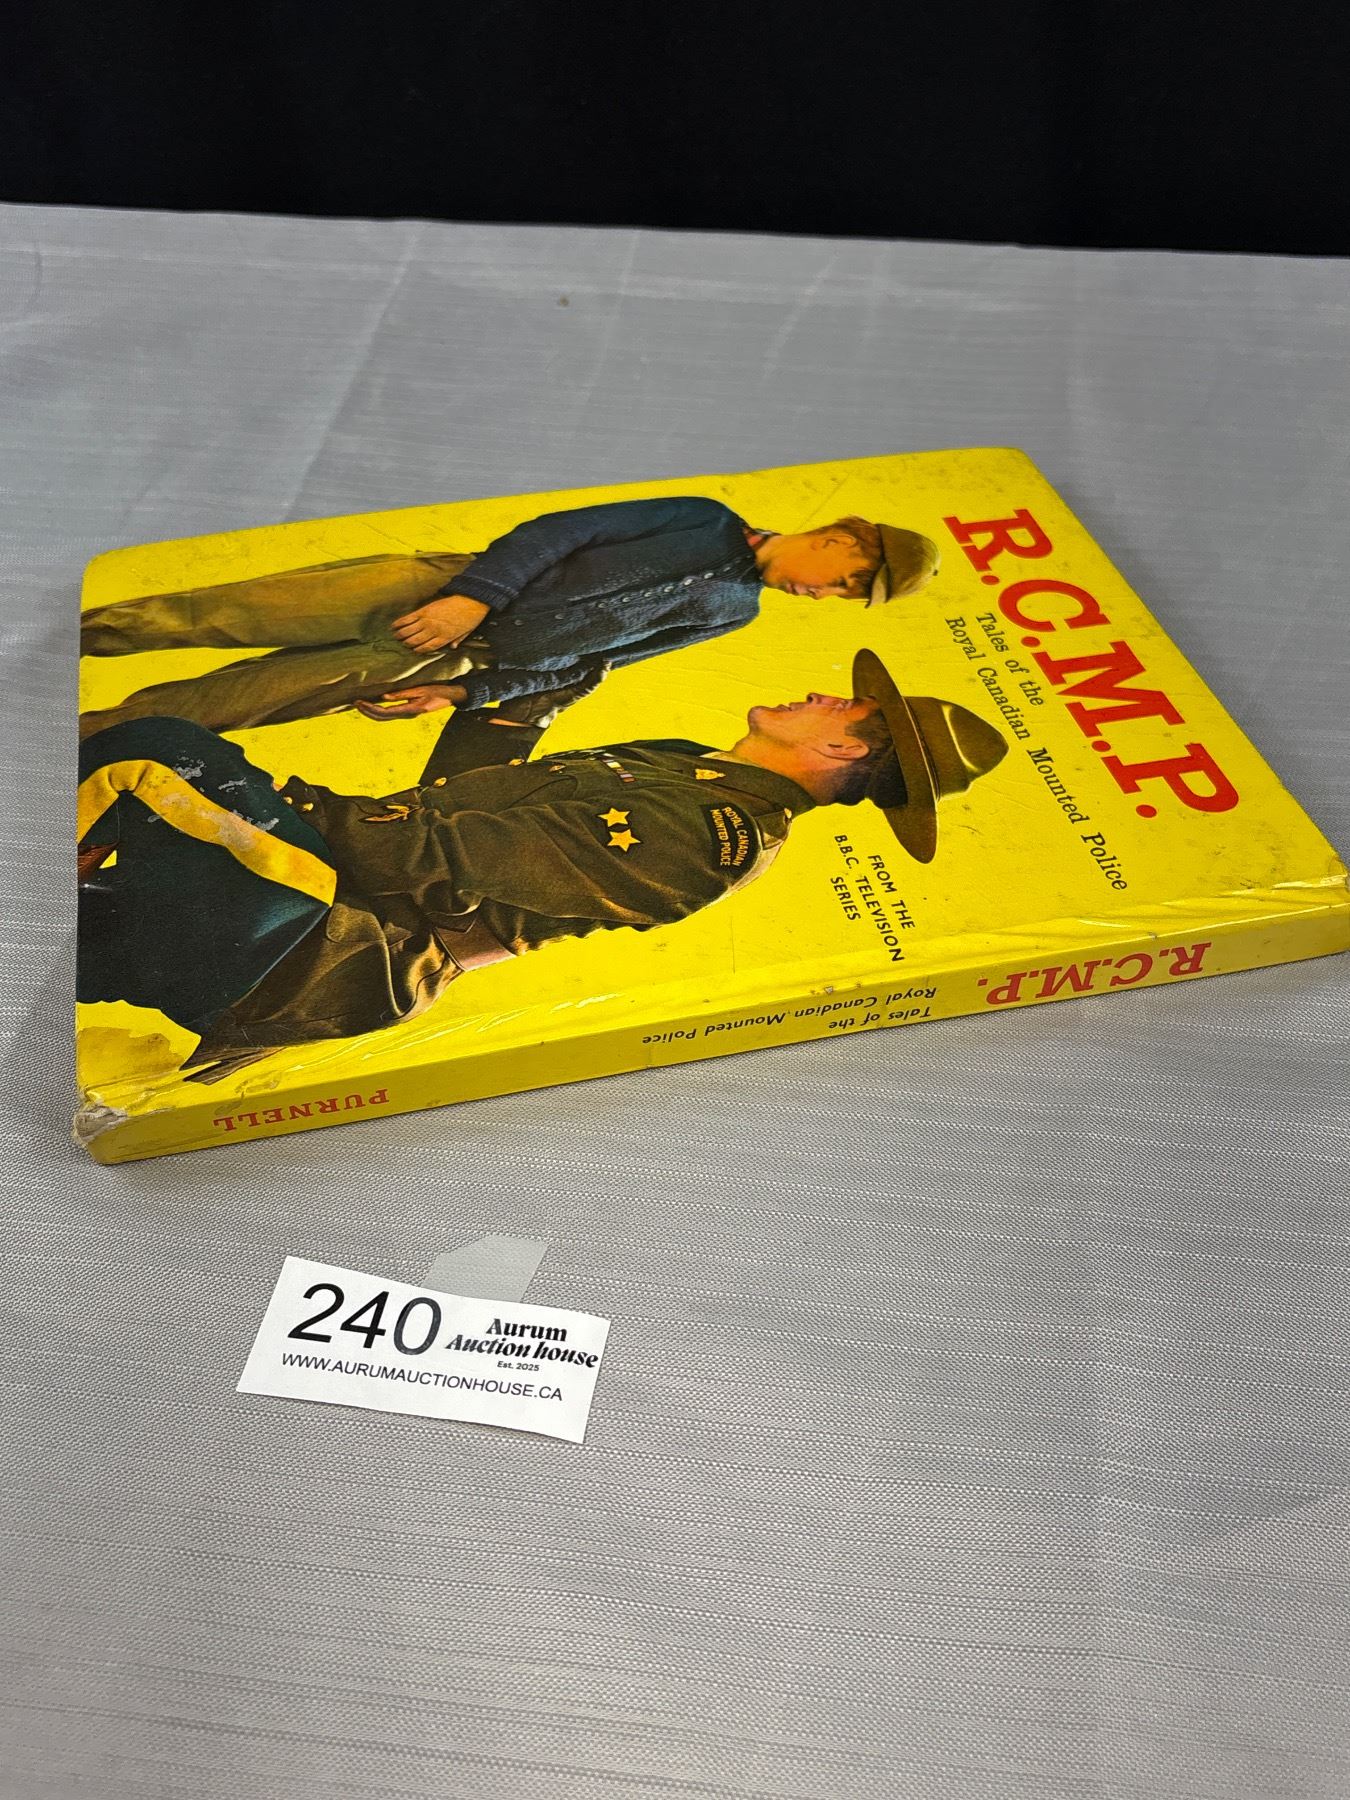 R.C.M.P.
Tales of the
Royal Canadian Mounted Police
FROM THE
B.B.C. TELEVISION
SERIES
ROYAL CANADIAN
MOUNTED POLICE
R.C.M.P.
Tales of the
Royal Canadian Mounted Police
PURNELL
240
Aurum
Auction house
Est. 2025
WWW.AURUMAUCTIONHOUSE.CA